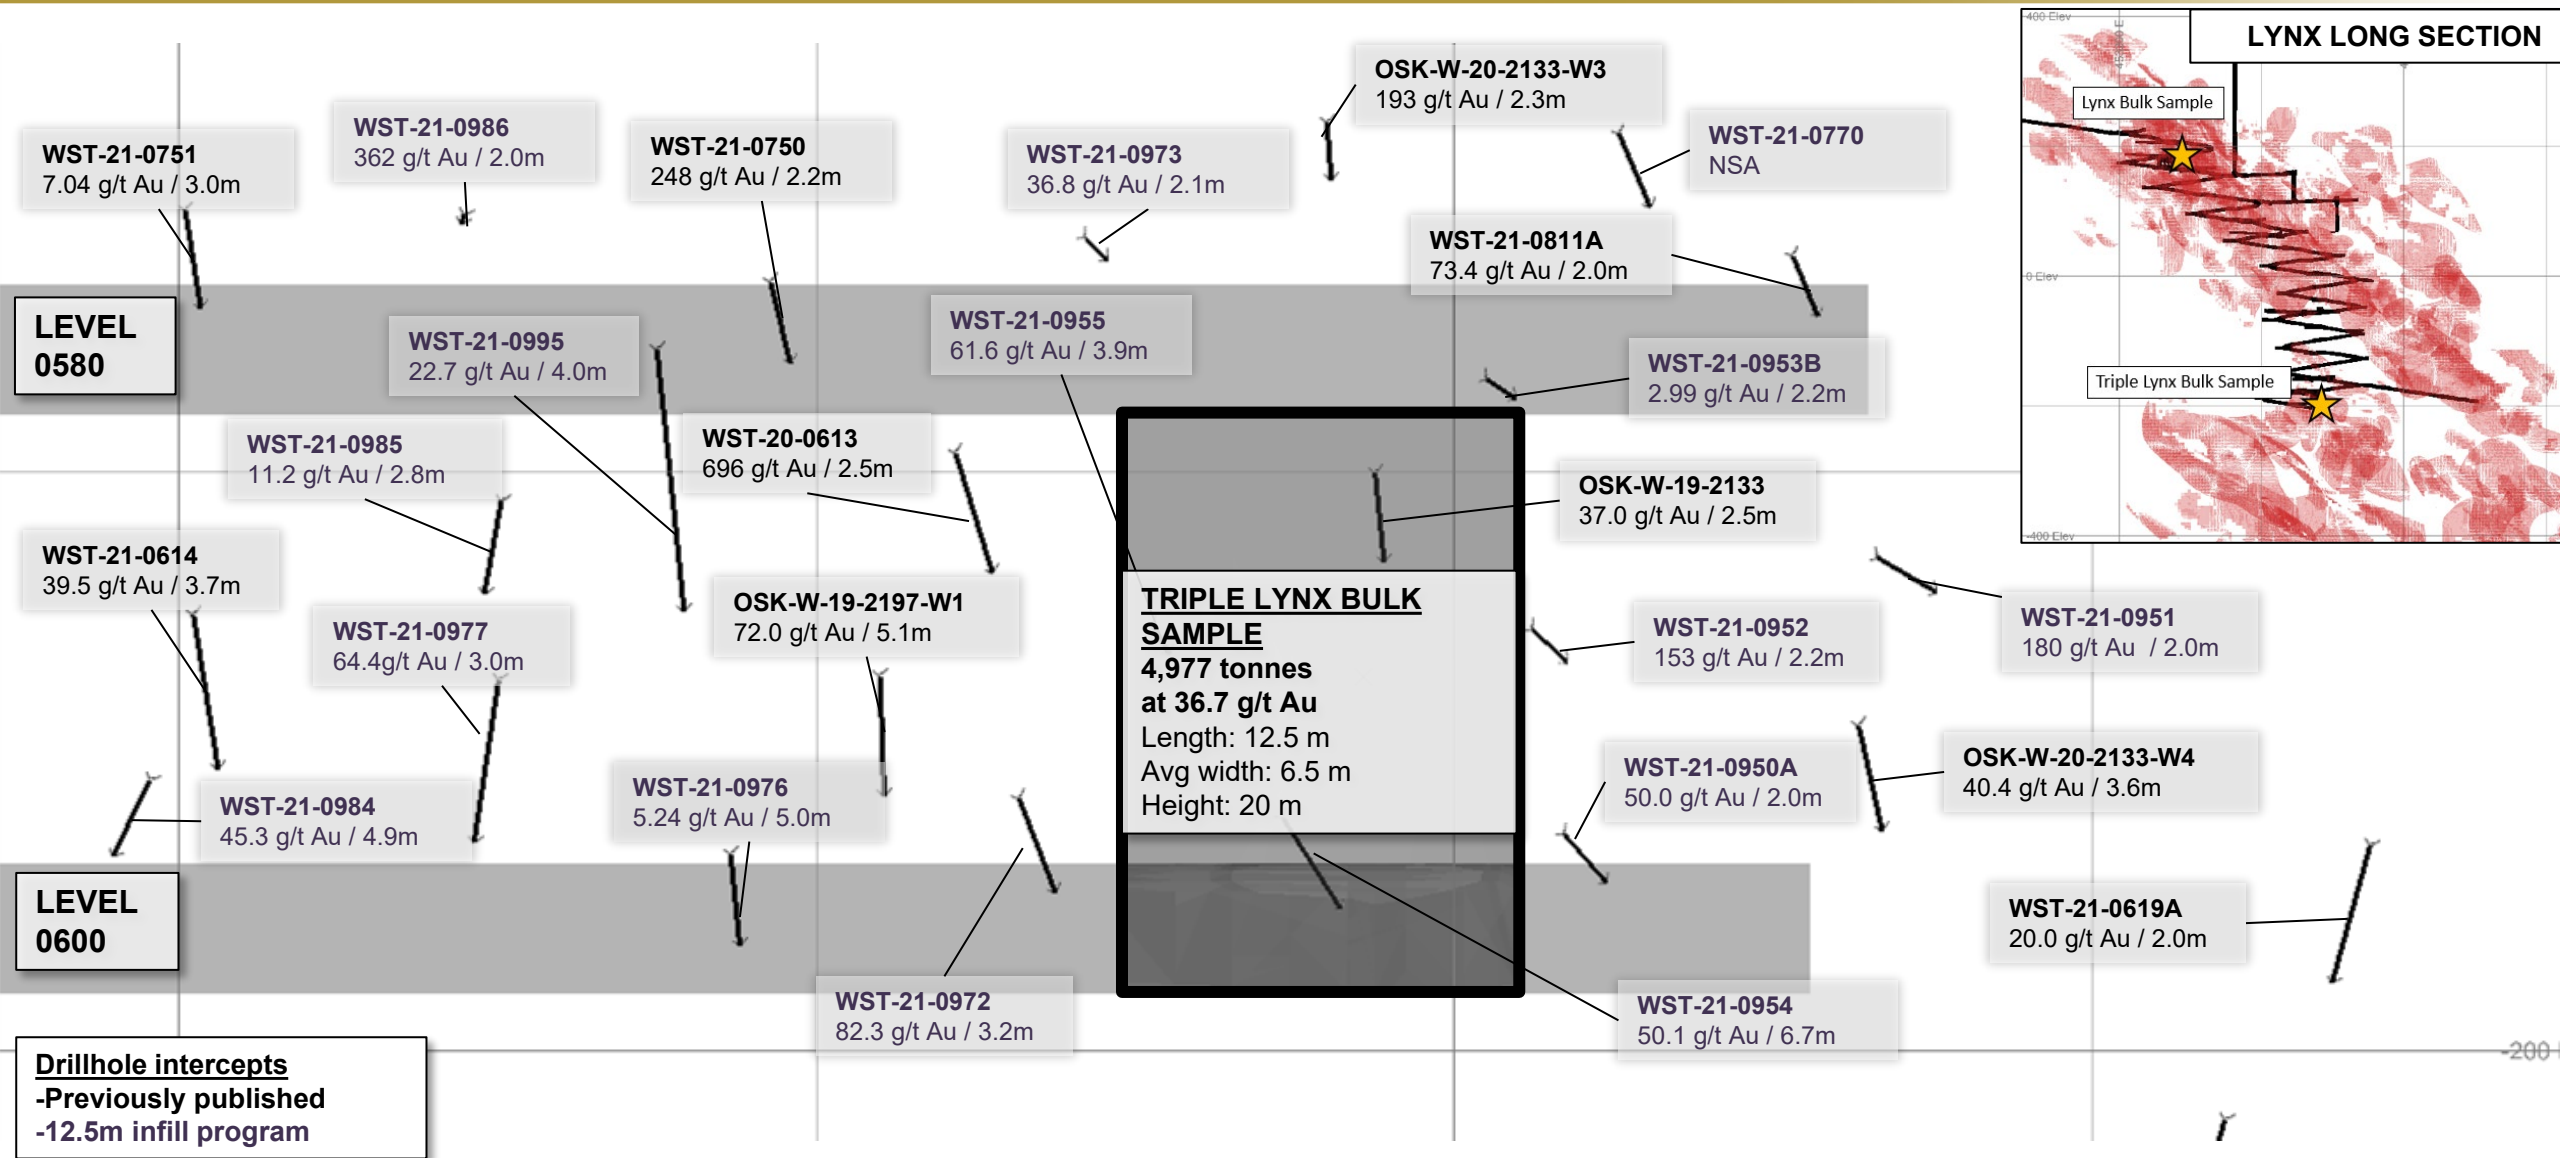 LYNX LONG SECTION
400 Elev
Lynx Bulk Sample
0 Elev
Triple Lynx Bulk Sample
-400 Elev
OSK-W-20-2133-W3
193 g/t Au / 2.3m
WST-21-0986
362 g/t Au / 2.0m
WST-21-0751
7.04 g/t Au / 3.0m
WST-21-0750
248 g/t Au / 2.2m
WST-21-0973
36.8 g/t Au / 2.1m
WST-21-0770
NSA
WST-21-0811A
73.4 g/t Au / 2.0m
LEVEL
0580
WST-21-0995
22.7 g/t Au / 4.0m
WST-21-0955
61.6 g/t Au / 3.9m
WST-21-0953B
2.99 g/t Au / 2.2m
WST-21-0985
11.2 g/t Au / 2.8m
WST-20-0613
696 g/t Au / 2.5m
OSK-W-19-2133
37.0 g/t Au / 2.5m
WST-21-0614
39.5 g/t Au / 3.7m
WST-21-0977
64.4g/t Au / 3.0m
OSK-W-19-2197-W1
72.0 g/t Au / 5.1m
TRIPLE LYNX BULK
SAMPLE
4,977 tonnes
at 36.7 g/t Au
Length: 12.5 m
Avg width: 6.5 m
Height: 20 m
WST-21-0952
153 g/t Au / 2.2m
WST-21-0951
180 g/t Au / 2.0m
WST-21-0984
45.3 g/t Au / 4.9m
WST-21-0976
5.24 g/t Au / 5.0m
WST-21-0950A
50.0 g/t Au / 2.0m
OSK-W-20-2133-W4
40.4 g/t Au / 3.6m
LEVEL
0600
WST-21-0619A
20.0 g/t Au / 2.0m
WST-21-0972
82.3 g/t Au / 3.2m
WST-21-0954
50.1 g/t Au / 6.7m
-200
Drillhole intercepts
-Previously published
-12.5m infill program